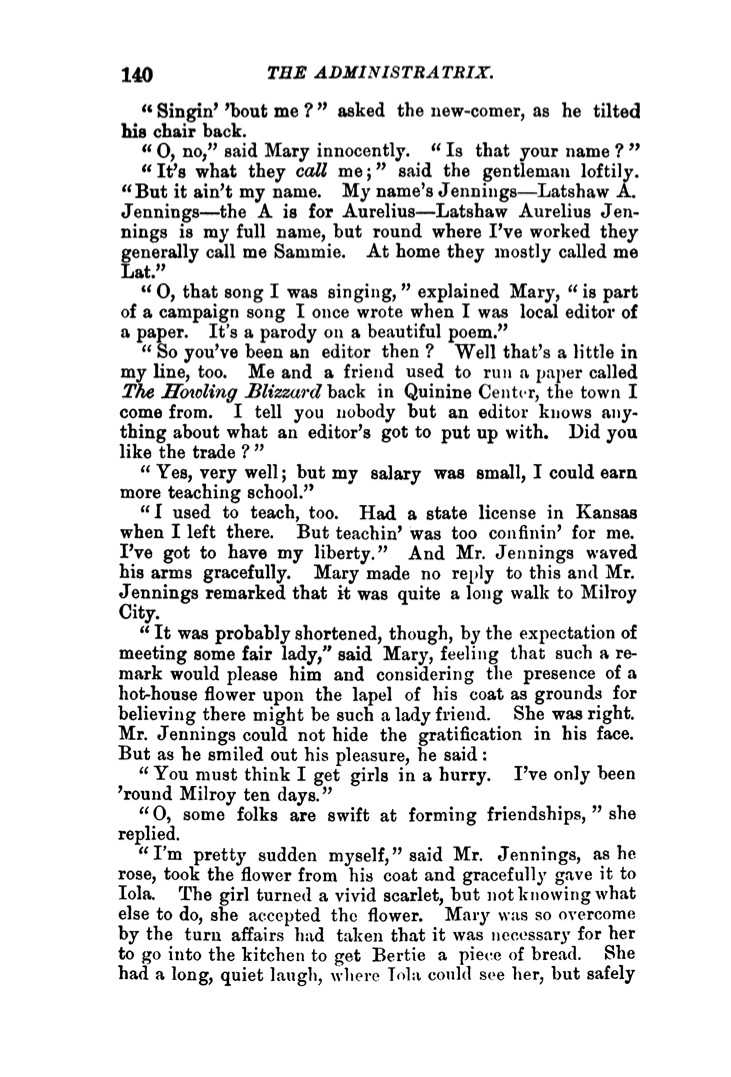 140 THE ADMINISTRATRIX.
“Singin’ ’bout me?” asked the new-comer, as he tilted
his chair back.
“O, no,” said Mary innocently. “Is that your name?”
“It’s what they call me;” said the gentleman loftily.
“But it ain’t my name. My name’s Jennings—Latshaw A.
Jennings—the A is for Aurelius—Latshaw Aurelius Jen-
nings is my full name, but round where I’ve worked they
generally call me Sammie. At home they mostly called me
Lat.”
“O, that song I was singing,” explained Mary, “is part
of a campaign song I once wrote when I was local editor of
a paper. It’s a parody on a beautiful poem.”
“So you’ve been an editor then? Well that’s a little in
my line, too. Me and a friend used to run a paper called
The Howling Blizzard back in Quinine Center, the town I
come from. I tell you nobody but an editor knows any-
thing about what an editor’s got to put up with. Did you
like the trade?”
“Yes, very well; but my salary was small, I could earn
more teaching school.”
“I used to teach, too. Had a state license in Kansas
when I left there. But teachin’ was too confinin’ for me.
I’ve got to have my liberty.” And Mr. Jennings waved
his arms gracefully. Mary made no reply to this and Mr.
Jennings remarked that it was quite a long walk to Milroy
City.
“It was probably shortened, though, by the expectation of
meeting some fair lady,” said Mary, feeling that such a re-
mark would please him and considering the presence of a
hot-house flower upon the lapel of his coat as grounds for
believing there might be such a lady friend. She was right.
Mr. Jennings could not hide the gratification in his face.
But as he smiled out his pleasure, he said:
“You must think I get girls in a hurry. I’ve only been
’round Milroy ten days.”
“O, some folks are swift at forming friendships,” she
replied.
“I’m pretty sudden myself,” said Mr. Jennings, as he
rose, took the flower from his coat and gracefully gave it to
Iola. The girl turned a vivid scarlet, but not knowing what
else to do, she accepted the flower. Mary was so overcome
by the turn affairs had taken that it was necessary for her
to go into the kitchen to get Bertie a piece of bread. She
had a long, quiet laugh, where Iola could see her, but safely